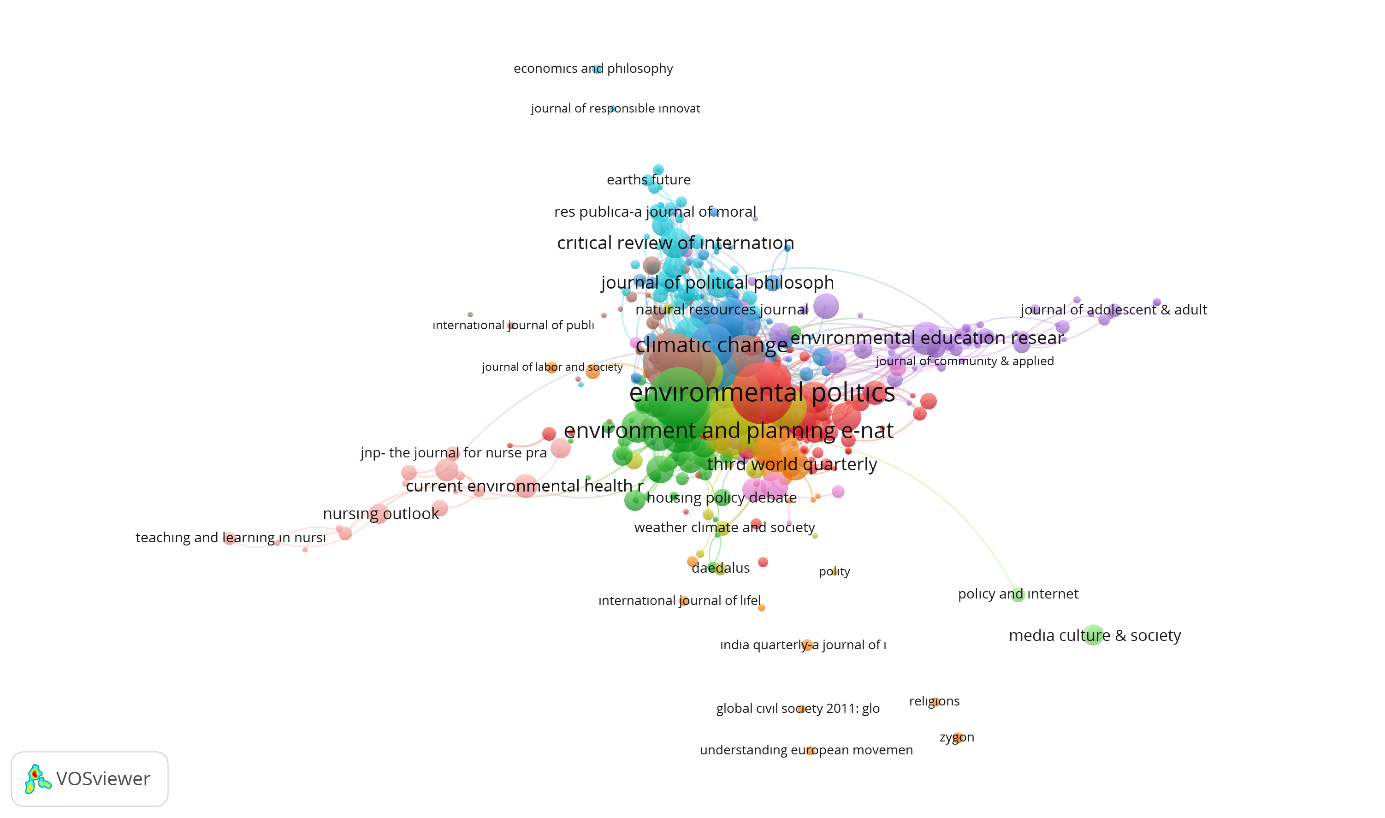 economics and philosophy
journal of responsible innovat
earths future
res publica-a journal of moral
critical review of internation
journal of political philosoph
natural resources journal
journal of adolescent & adult
international journal of publi
climatic change
environmental education resear
journal of community & applied
journal of labor and society
environmental politics
environment and planning e-nat
jnp- the journal for nurse pra
third world quarterly
current environmental health r
housing policy debate
nursing outlook
weather climate and society
teaching and learning in nursi
daedalus
polity
policy and internet
international journal of lifel
media culture & society
india quarterly-a journal of i
religions
global civil society 2011: glo
zygon
understanding european movemen
VOSviewer